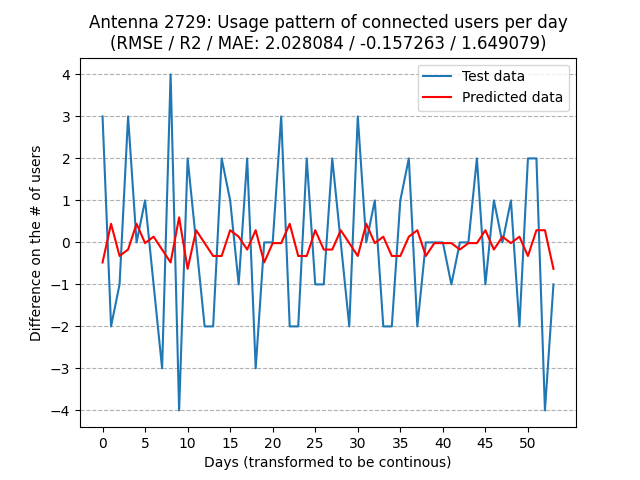 Antenna 2729: Usage pattern of connected users per day
(RMSE / R2 / MAE: 2.028084 / -0.157263 / 1.649079)
Test data
Predicted data
Difference on the # of users
4
3
2
1
0
−1
−2
−3
−4
0 5 10 15 20 25 30 35 40 45 50
Days (transformed to be continous)